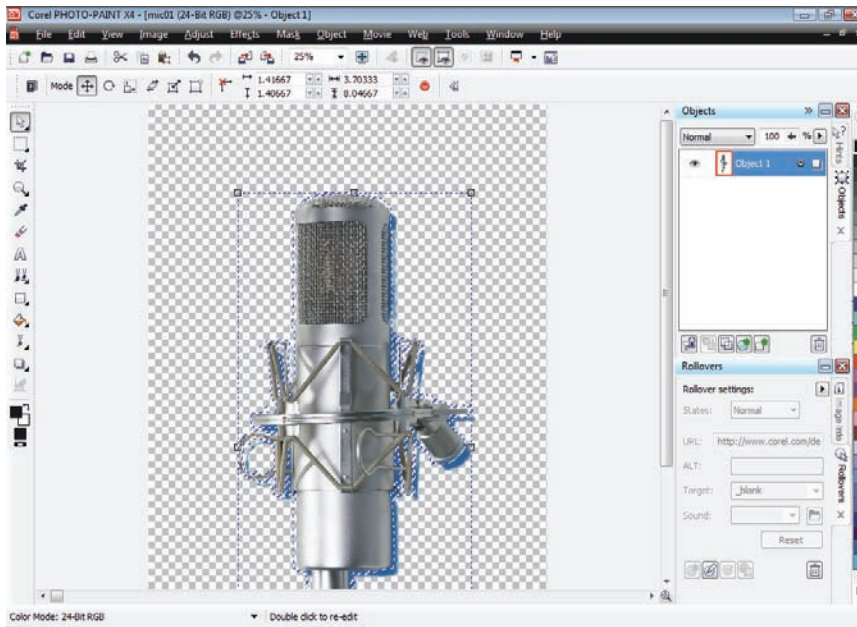 Corel PHOTO-PAINT X4 - [mic01 (24-Bit RGB) @25% - Object 1]
File Edit View Image Adjust Effects Mask Object Movie Web Tools Window Help
25%
Mode 1.41667 3.70333
1.40667 8.04667
Objects
Normal 100 %
Object 1
Hints
Objects
Rollovers
Rollover settings:
States: Normal
URL: http://www.corel.com/de
ALT:
Target: _blank
Sound:
Reset
Image Info
Rollovers
Color Mode: 24-Bit RGB Double click to re-edit